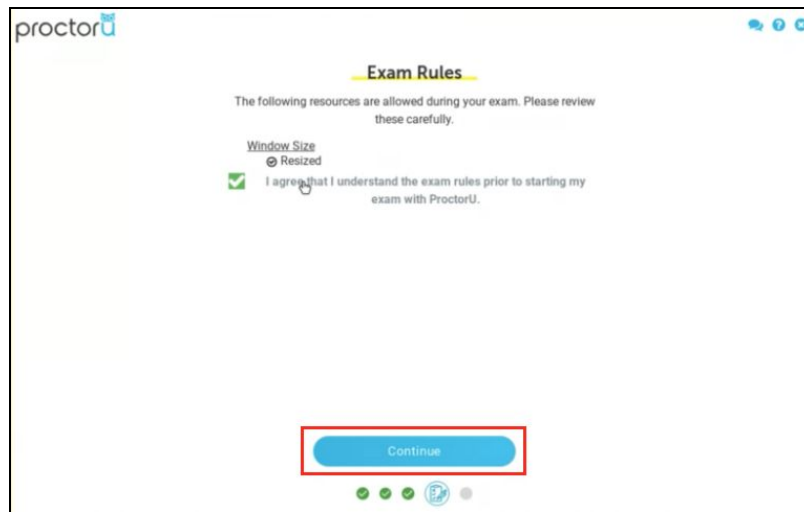 proctorU
Exam Rules
The following resources are allowed during your exam. Please review
these carefully.
Window Size
Resized
I agree that I understand the exam rules prior to starting my
exam with ProctorU.
Continue